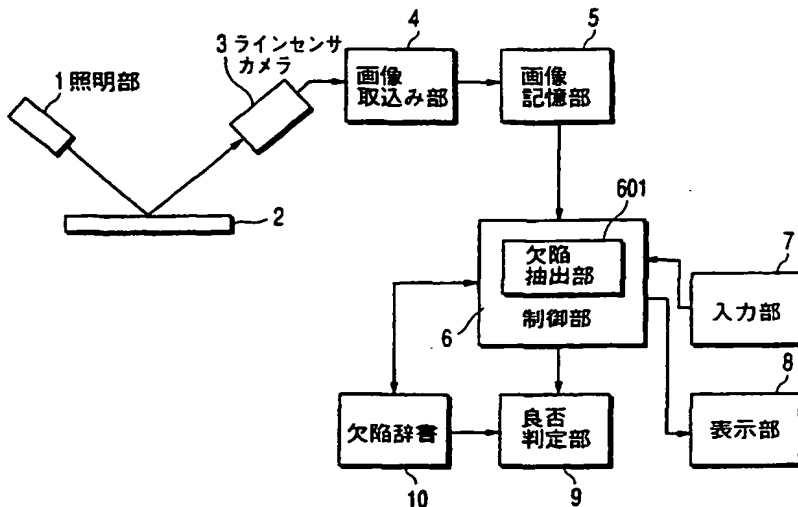 1 照明部
3 ラインセンサ
カメラ
4
画像
取込み部
5
画像
記憶部
2
601
欠陥
抽出部
6
制御部
7
入力部
8
表示部
欠陥辞書
10
良否
判定部
9